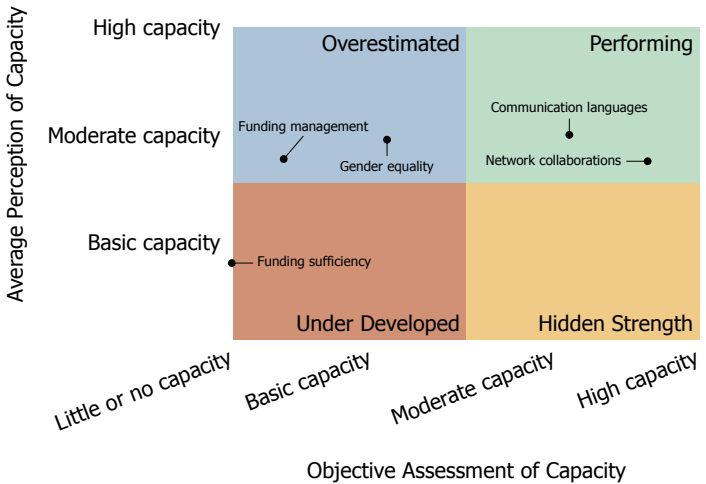 Average Perception of Capacity
High capacity
Moderate capacity
Basic capacity
Overestimated
Performing
Funding management
Gender equality
Communication languages
Network collaborations
Funding sufficiency
Under Developed
Hidden Strength
Little or no capacity
Basic capacity
Moderate capacity
High capacity
Objective Assessment of Capacity